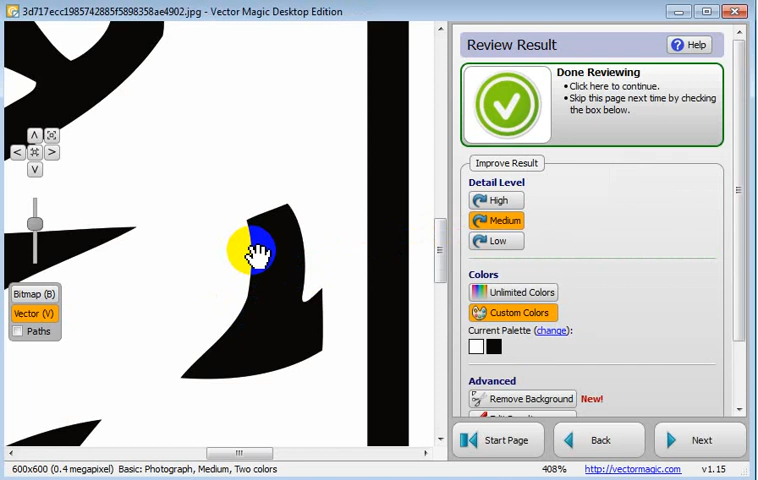 3d717ecc1985742885f5898358ae4902.jpg - Vector Magic Desktop Edition
Review Result
Help
Done Reviewing
•Click here to continue.
•Skip this page next time by checking
the box below.
Improve Result
Detail Level
High
Medium
Low
Colors
Unlimited Colors
Custom Colors
Current Palette (change):
Advanced
Remove Background New!
Bitmap (B)
Vector (V)
Paths
Start Page
Back
Next
600x600 (0.4 megapixel) Basic: Photograph, Medium, Two colors
408% http://vectormagic.com v1.15